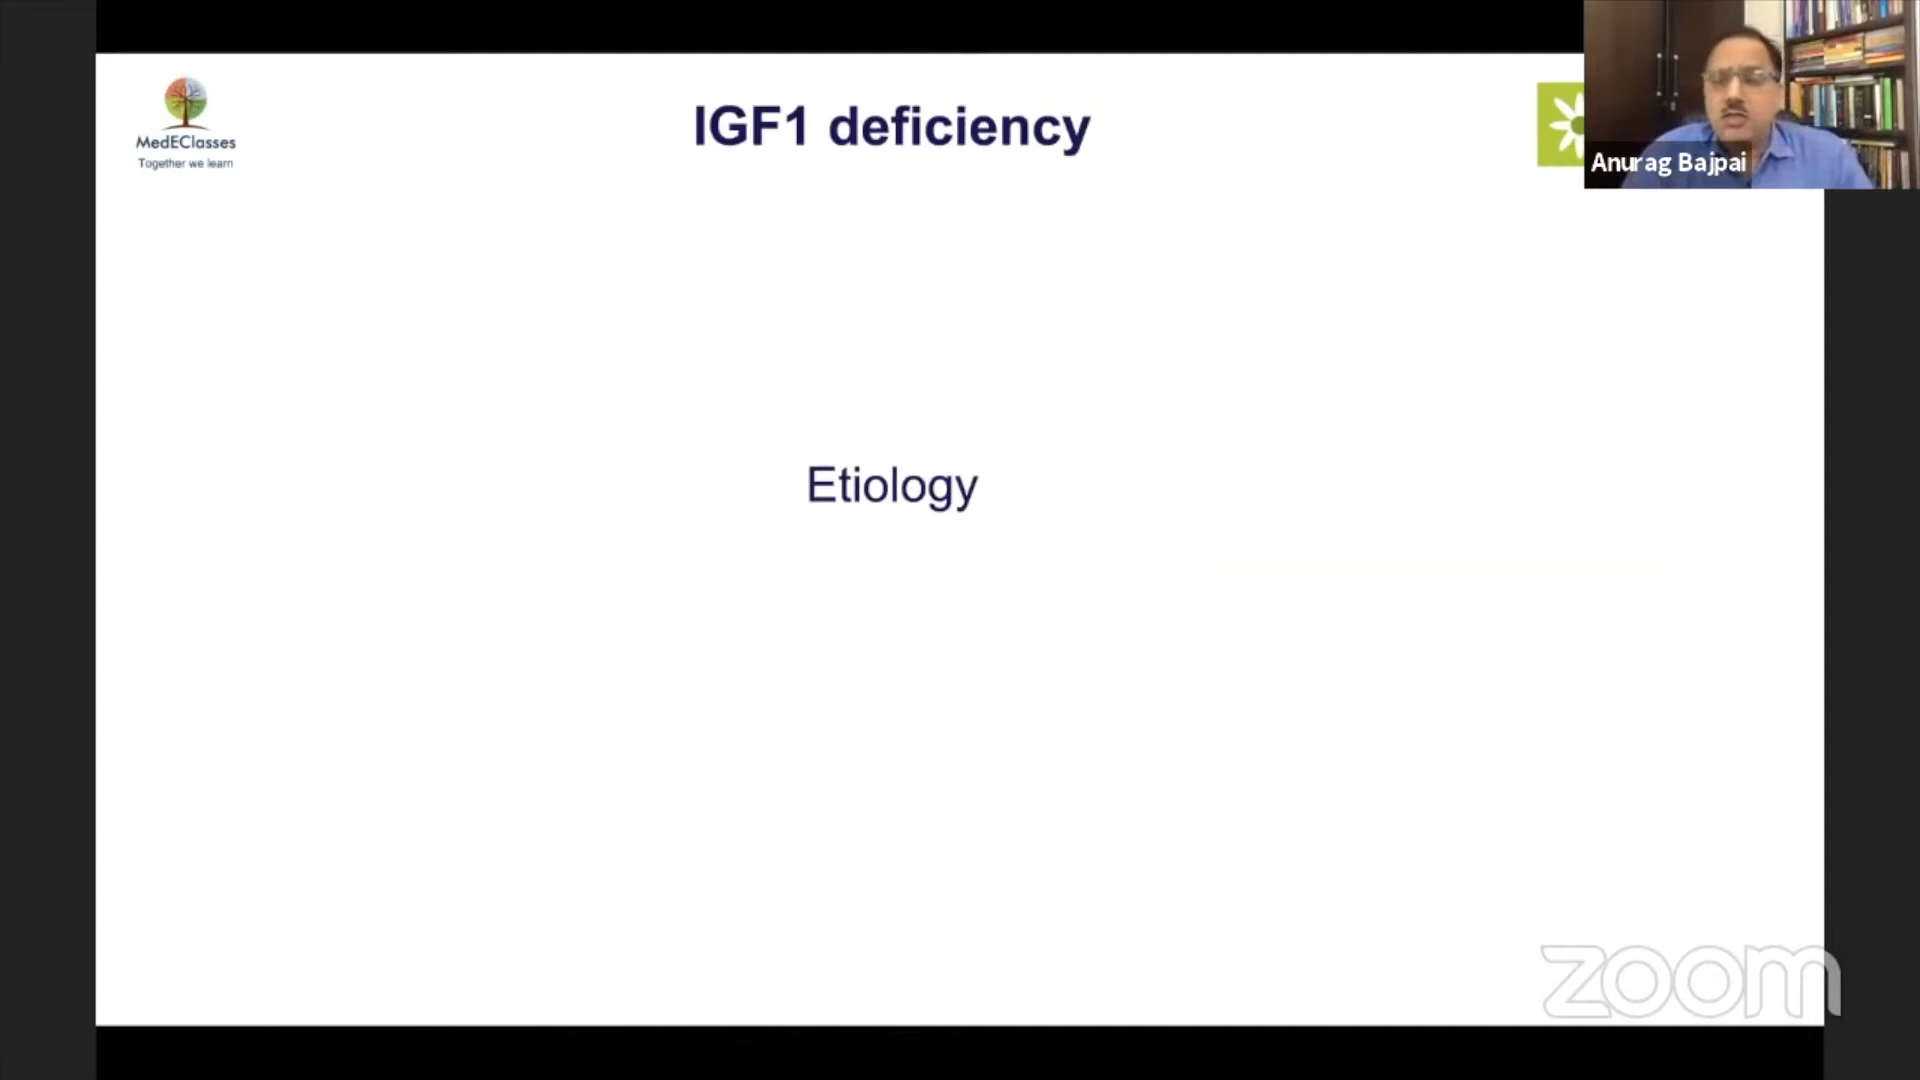 IGF1 deficiency
MedEClasses
Together we learn
Anurag Bajpai
Etiology
zoom